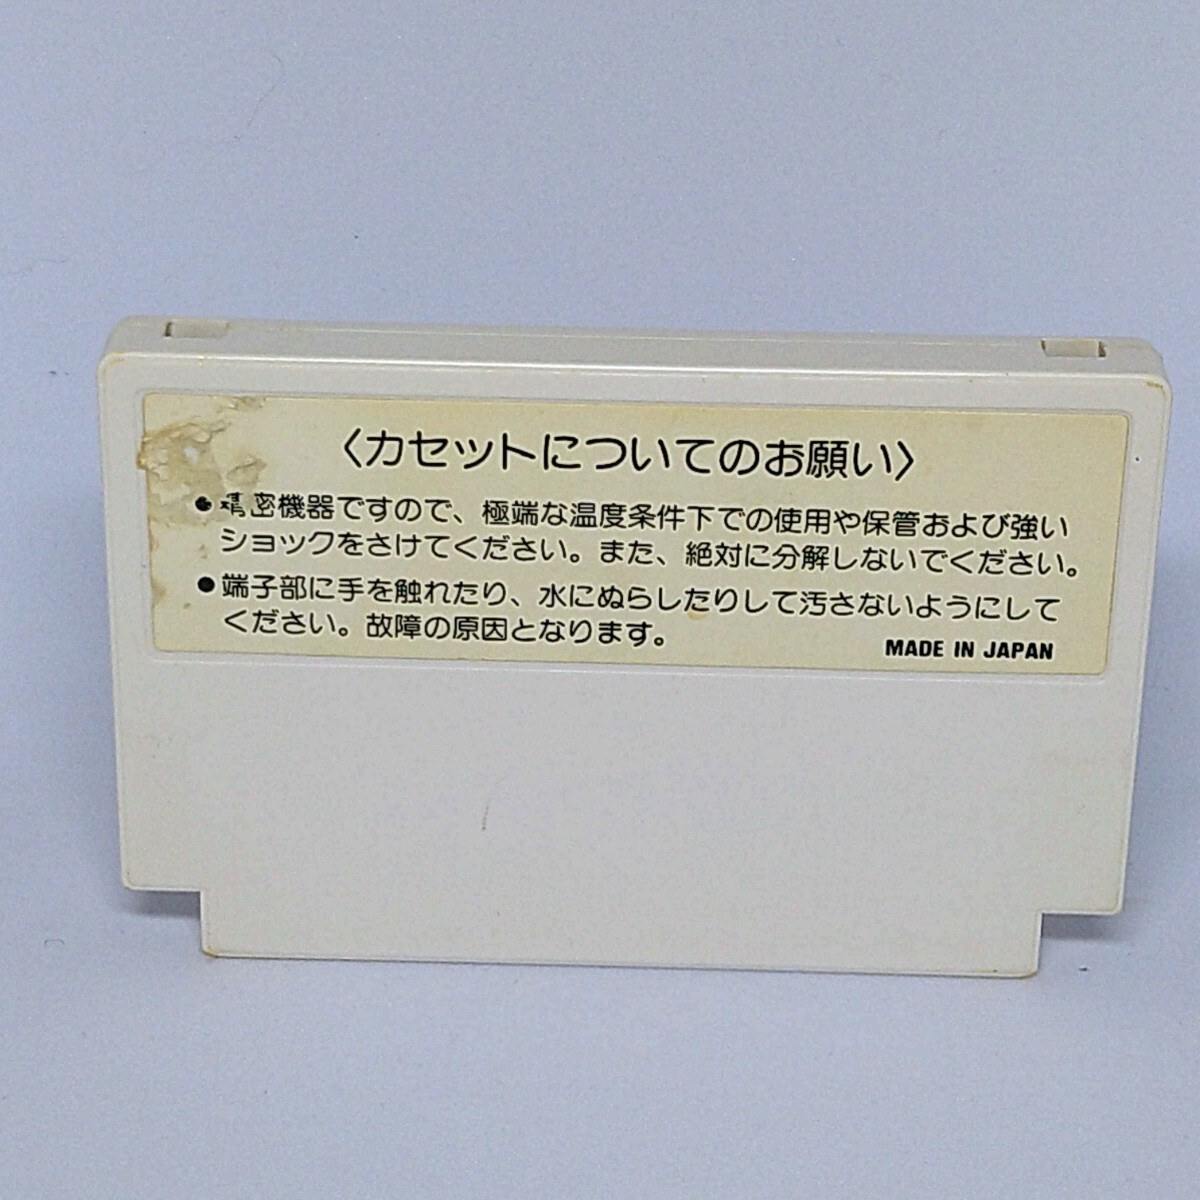 〈カセットについてのお願い〉
●精密機器ですので、極端な温度条件下での使用や保管および強い
ショックをさけてください。また、絶対に分解しないでください。
●端子部に手を触れたり、水にぬらしたりして汚さないようにして
ください。故障の原因となります。
MADE IN JAPAN